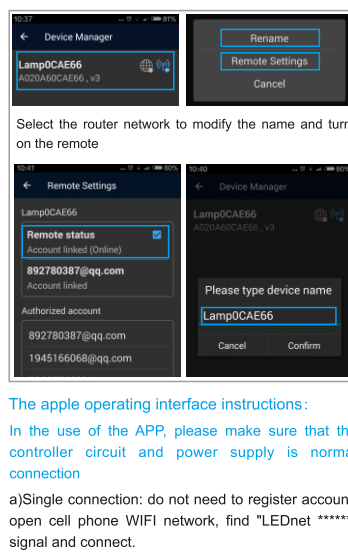 10:37 ... 81%
← Device Manager
Lamp0CAE66
A020A60CAE66 , v3
Rename
Remote Settings
Cancel
Select the router network to modify the name and turn
on the remote
10:41 ... 80%
← Remote Settings
Lamp0CAE66
Remote status
Account linked (Online)
892780387@qq.com
Account linked
Authorized account
892780387@qq.com
1945166068@qq.com
10:40 ... 80%
← Device Manager
Lamp0CAE66
A020A60CAE66 , v3
Please type device name
Lamp0CAE66
Cancel Confirm
The apple operating interface instructions:
In the use of the APP, please make sure that th
controller circuit and power supply is norma
connection
a)Single connection: do not need to register accoun
open cell phone WIFI network, find "LEDnet ******
signal and connect.